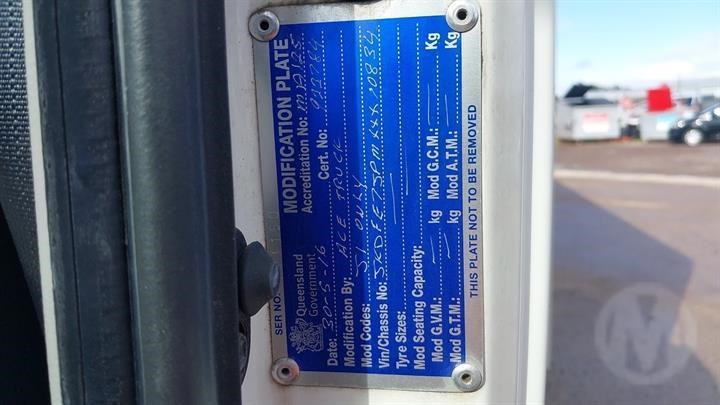 SER NO.
Queensland Government
MODIFICATION PLATE
Date: 30-5-16 Accreditation No:
Modification By: ACE TRUCK Cert. No:
Mod Codes: S1 ONLY
Vin/Chassis No:
Tyre Sizes: —
Mod Seating Capacity: —
Mod G.V.M.: — kg Mod G.C.M.: — Kg
Mod G.T.M.: — kg Mod A.T.M.: — Kg
THIS PLATE NOT TO BE REMOVED
M